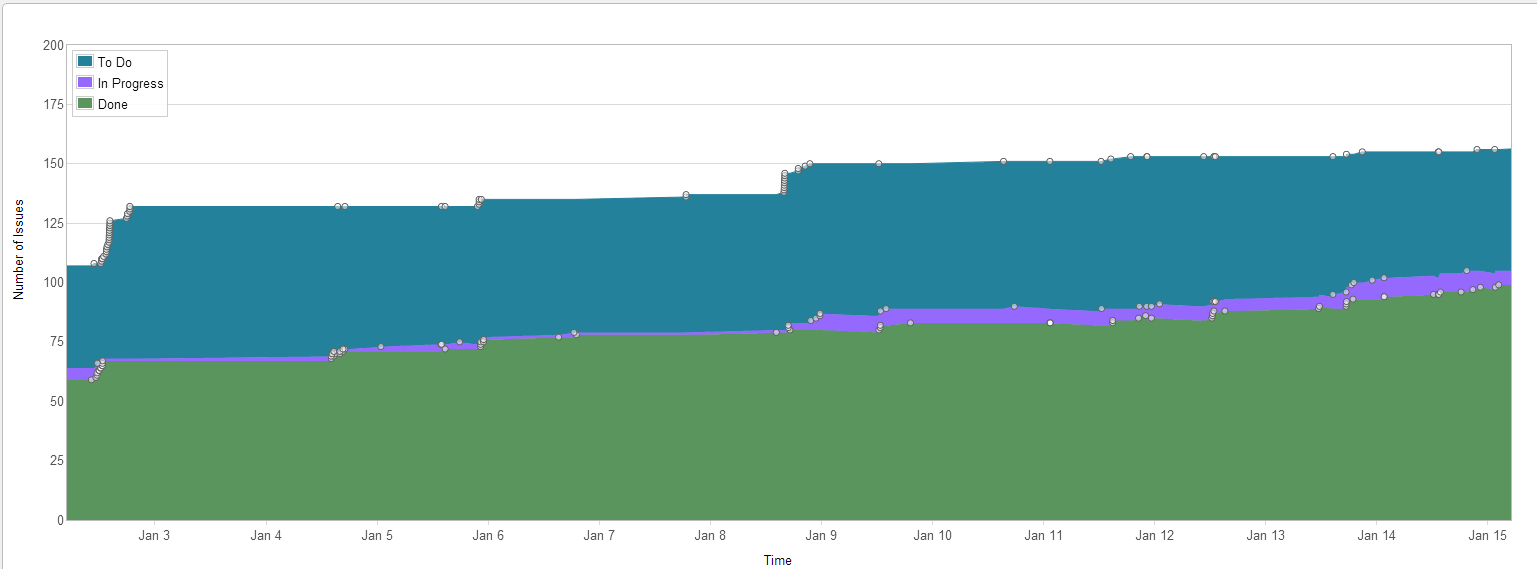 200
To Do
In Progress
Done
175
150
125
100
75
50
25
0
Number of Issues
Jan 3 Jan 4 Jan 5 Jan 6 Jan 7 Jan 8 Jan 9 Jan 10 Jan 11 Jan 12 Jan 13 Jan 14 Jan 15
Time